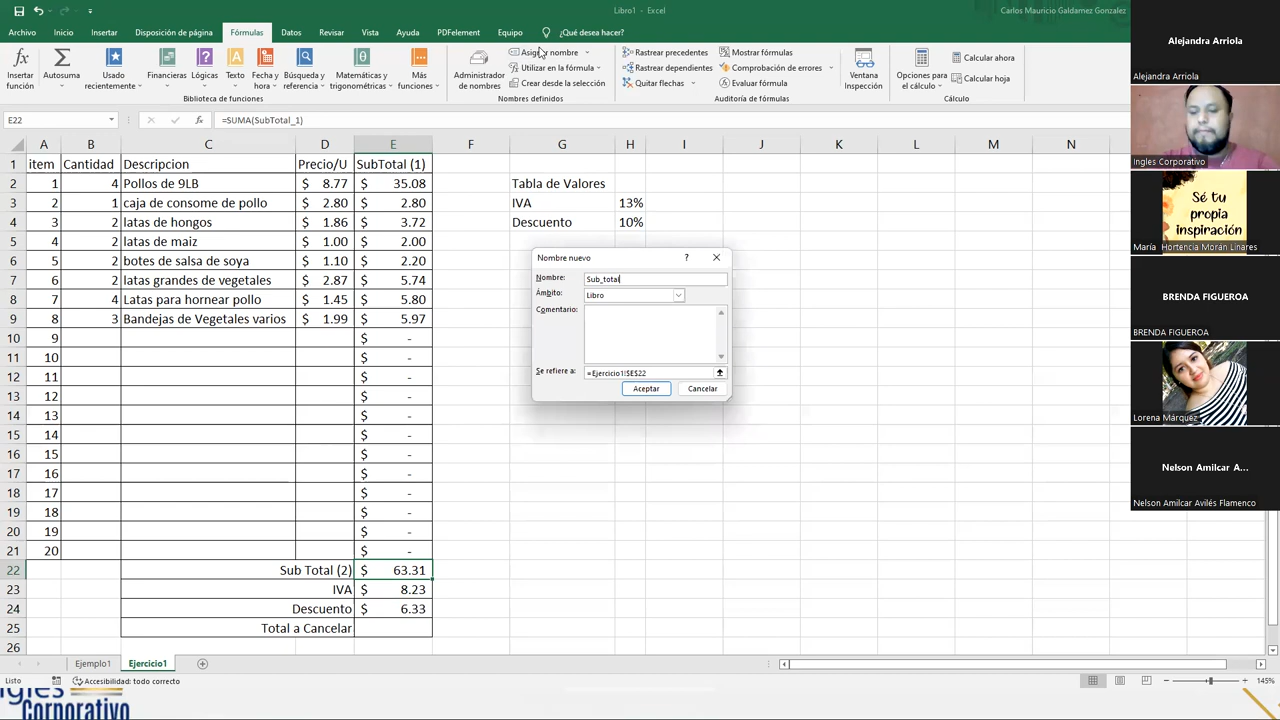 Libro1 - Excel
Carlos Mauricio Galdamez Gonzalez
Archivo Inicio Insertar Disposición de página Fórmulas Datos Revisar Vista Ayuda PDFelement Equipo ¿Qué desea hacer?
Insertar función
Autosuma
Usado recientemente
Financieras
Lógicas
Texto
Fecha y hora
Búsqueda y referencia
Matemáticas y trigonométricas
Más funciones
Biblioteca de funciones
Administrador de nombres
Asignar nombre
Utilizar en la fórmula
Crear desde la selección
Nombres definidos
Rastrear precedentes
Rastrear dependientes
Quitar flechas
Mostrar fórmulas
Comprobación de errores
Evaluar fórmula
Auditoría de fórmulas
Ventana Inspección
Opciones para el cálculo
Calcular ahora
Calcular hoja
Cálculo
E22 fx =SUMA(SubTotal_1)
A B C D E F G H I J K L M N
1 item Cantidad Descripcion Precio/U SubTotal (1)
2 1 4 Pollos de 9LB $ 8.77 $ 35.08 Tabla de Valores
3 2 1 caja de consome de pollo $ 2.80 $ 2.80 IVA 13%
4 3 2 latas de hongos $ 1.86 $ 3.72 Descuento 10%
5 4 2 latas de maiz $ 1.00 $ 2.00
6 5 2 botes de salsa de soya $ 1.10 $ 2.20
7 6 2 latas grandes de vegetales $ 2.87 $ 5.74
8 7 4 Latas para hornear pollo $ 1.45 $ 5.80
9 8 3 Bandejas de Vegetales varios $ 1.99 $ 5.97
10 9 $ -
11 10 $ -
12 11 $ -
13 12 $ -
14 13 $ -
15 14 $ -
16 15 $ -
17 16 $ -
18 17 $ -
19 18 $ -
20 19 $ -
21 20 $ -
22 Sub Total (2) $ 63.31
23 IVA $ 8.23
24 Descuento $ 6.33
25 Total a Cancelar
26
Nombre nuevo ? 
Nombre: Sub_total
Ámbito: Libro
Comentario:
Se refiere a: =Ejercicio1!$E$22
Aceptar Cancelar
Ejemplo1 Ejercicio1
Listo Accesibilidad: todo correcto 145%
Ingles
Corporativo
Alejandra Arriola
Alejandra Arriola
Ingles Corporativo
Sé tu
propia
inspiración
María Hortencia Morán Linares
BRENDA FIGUEROA
BRENDA FIGUEROA
Lorena Márquez
Nelson Amilcar A...
Nelson Amilcar Avilés Flamenco